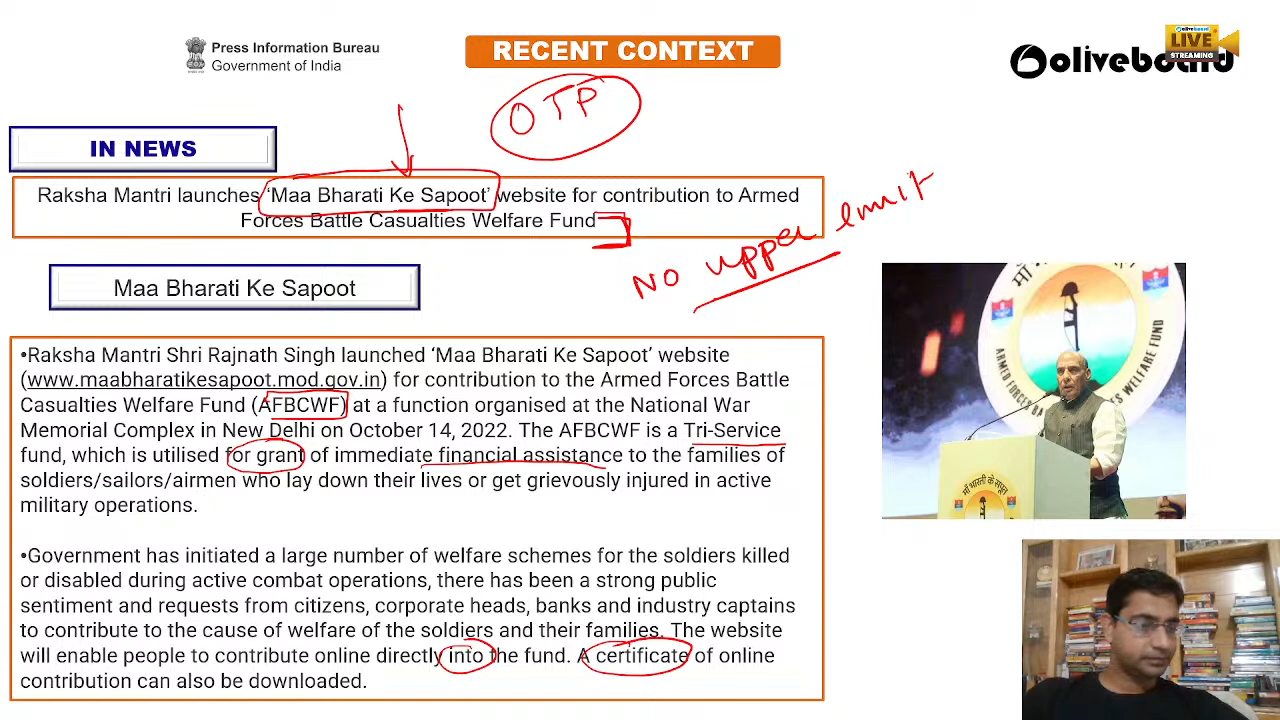 Press Information Bureau
Government of India
RECENT CONTEXT
oliveboard
LIVE
STREAMING
oliveboard
OTP
IN NEWS
Raksha Mantri launches ‘Maa Bharati Ke Sapoot’ website for contribution to Armed
Forces Battle Casualties Welfare Fund
No upper limit
Maa Bharati Ke Sapoot
•Raksha Mantri Shri Rajnath Singh launched ‘Maa Bharati Ke Sapoot’ website
(www.maabharatikesapoot.mod.gov.in) for contribution to the Armed Forces Battle
Casualties Welfare Fund (AFBCWF) at a function organised at the National War
Memorial Complex in New Delhi on October 14, 2022. The AFBCWF is a Tri-Service
fund, which is utilised for grant of immediate financial assistance to the families of
soldiers/sailors/airmen who lay down their lives or get grievously injured in active
military operations.
•Government has initiated a large number of welfare schemes for the soldiers killed
or disabled during active combat operations, there has been a strong public
sentiment and requests from citizens, corporate heads, banks and industry captains
to contribute to the cause of welfare of the soldiers and their families. The website
will enable people to contribute online directly into the fund. A certificate of online
contribution can also be downloaded.
ARMED FORCES
WELFARE FUND
माँ भारती के सपूत